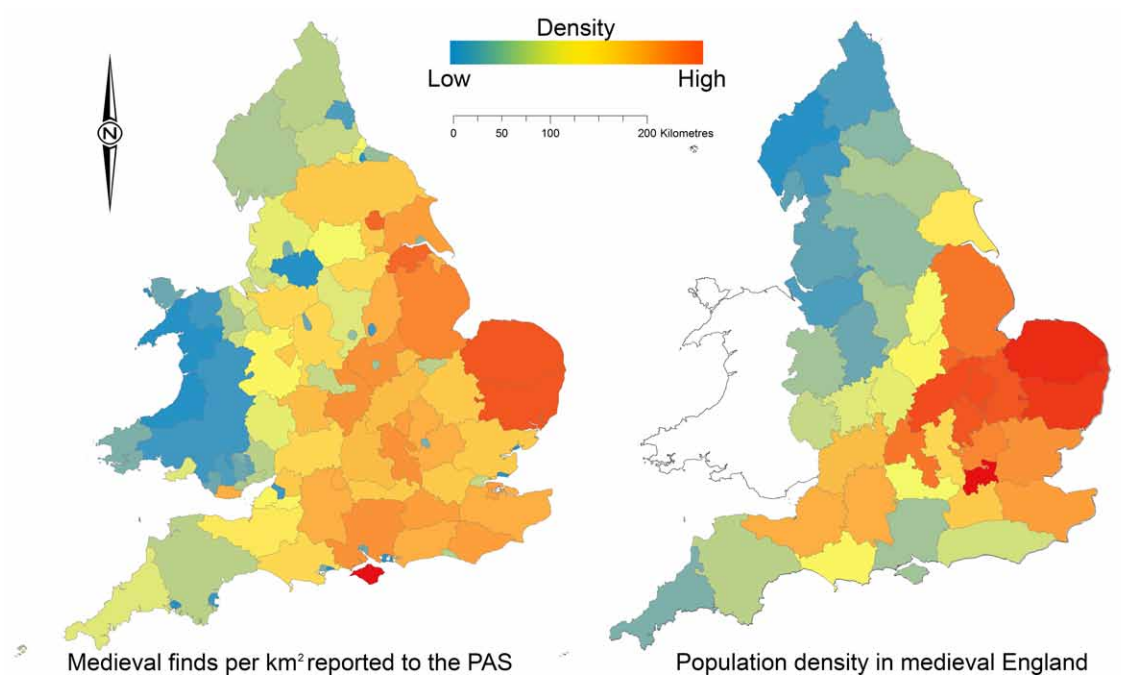 Density
Low High
0 50 100 200 Kilometres
N
Medieval finds per km² reported to the PAS
Population density in medieval England